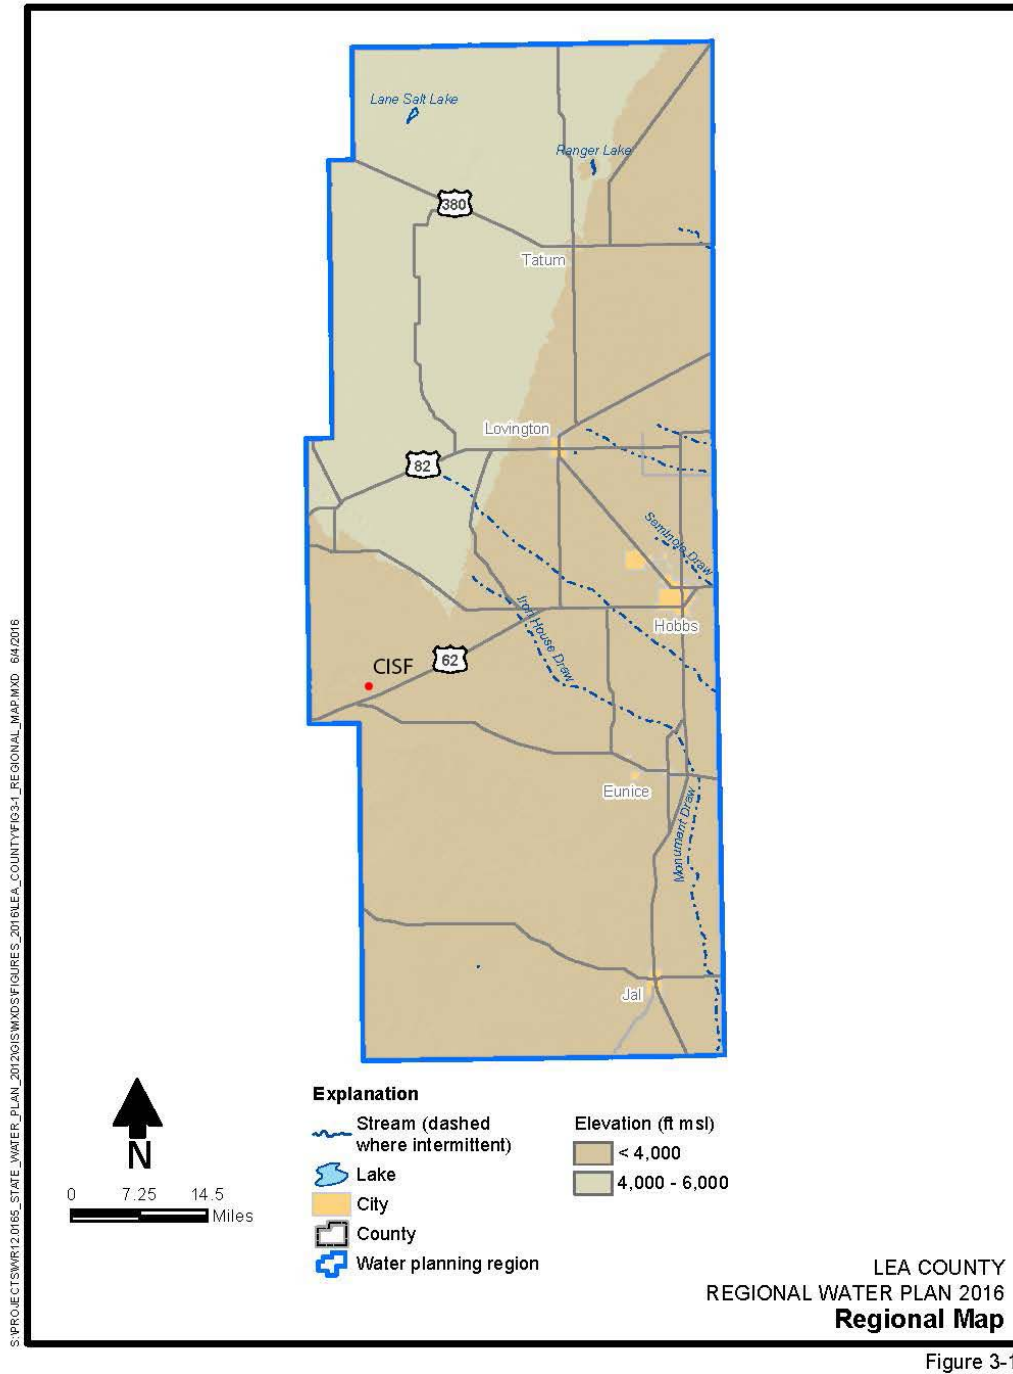 Lane Salt Lake
Ranger Lake
380
Tatum
Lovington
82
Seminole Draw
Iron House Draw
Hobbs
62
CISF
Eunice
Monument Draw
Jal
S:\PROJECTS\WR12.0165_STATE_WATER_PLAN_2012\GIS\MXDS\FIGURES_2016\LEA_COUNTY\FIG3-1_REGIONAL_MAP.MXD 6/4/2016
N
0 7.25 14.5
Miles
Explanation
Stream (dashed
where intermittent)
Lake
City
County
Water planning region
Elevation (ft msl)
< 4,000
4,000 - 6,000
LEA COUNTY
REGIONAL WATER PLAN 2016
Regional Map
Figure 3-1